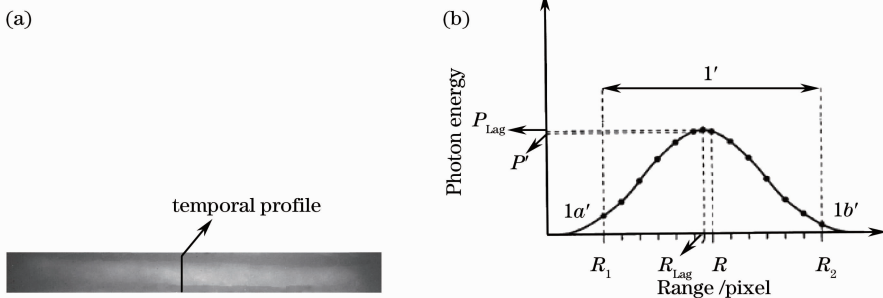 (a)
temporal profile
(b)
Photon energy
1′
P_Lag
P′
1a′
1b′
R_1
R_Lag
R
R_2
Range /pixel